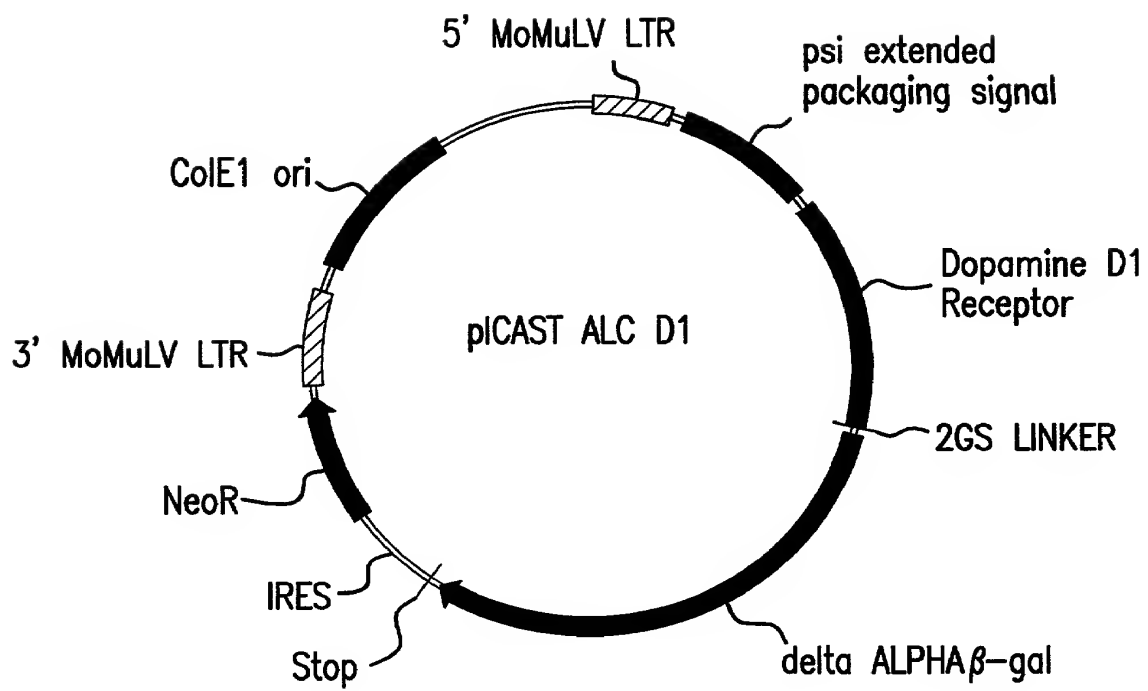 5' MoMuLV LTR
psi extended
packaging signal
ColE1 ori
Dopamine D1
Receptor
pICAST ALC D1
3' MoMuLV LTR
2GS LINKER
NeoR
IRES
Stop
delta ALPHAβ-gal